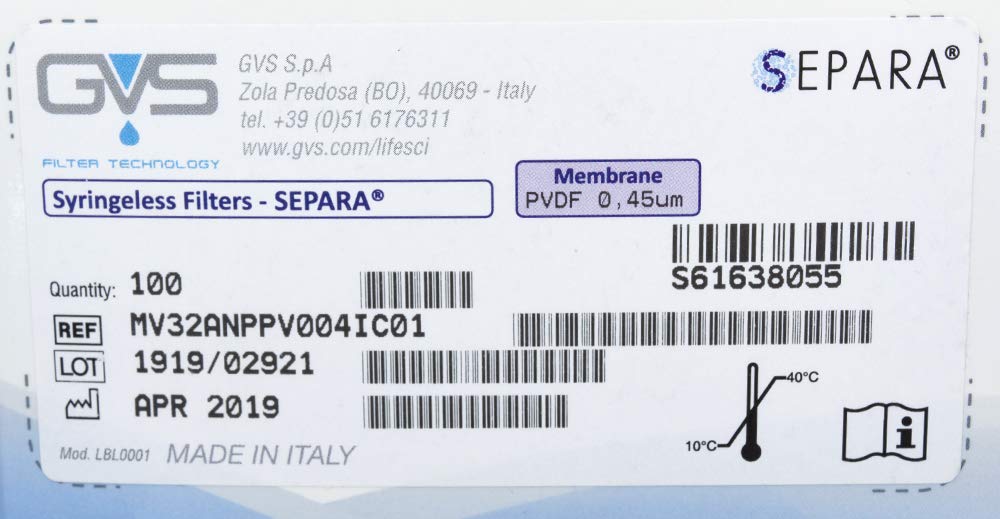 GVS
FILTER TECHNOLOGY
GVS S.p.A
Zola Predosa (BO), 40069 - Italy
tel. +39 (0)51 6176311
www.gvs.com/lifesci
SEPARA®
Syringeless Filters - SEPARA®
Membrane
PVDF 0,45um
S61638055
Quantity: 100
REF MV32ANPPV004IC01
LOT 1919/02921
APR 2019
40°C
10°C
i
Mod. LBL0001 MADE IN ITALY